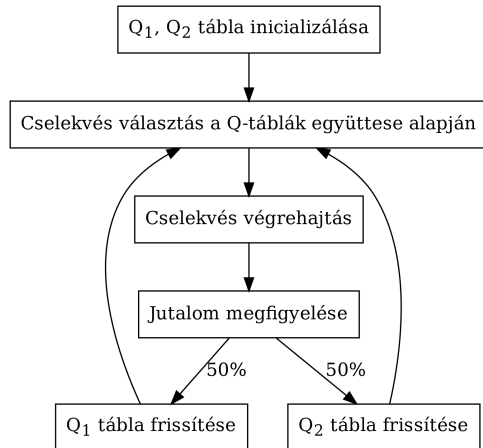 Q₁, Q₂ tábla inicializálása
Cselekvés választás a Q-táblák együttese alapján
Cselekvés végrehajtás
Jutalom megfigyelése
50%
50%
Q₁ tábla frissítése
Q₂ tábla frissítése